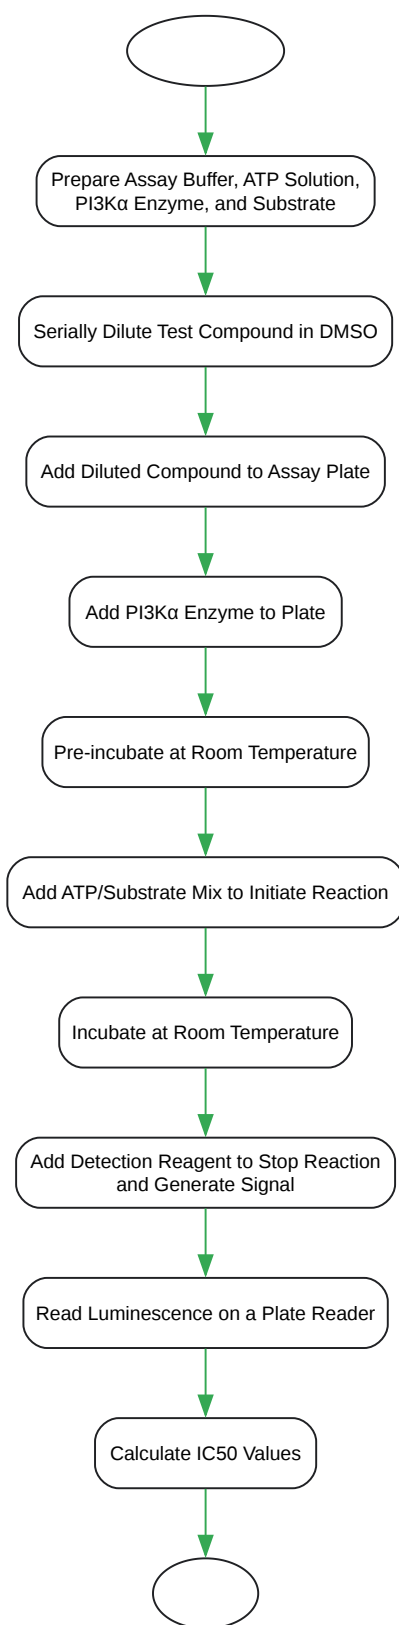 Prepare Assay Buffer, ATP Solution,
PI3Kα Enzyme, and Substrate
Serially Dilute Test Compound in DMSO
Add Diluted Compound to Assay Plate
Add PI3Kα Enzyme to Plate
Pre-incubate at Room Temperature
Add ATP/Substrate Mix to Initiate Reaction
Incubate at Room Temperature
Add Detection Reagent to Stop Reaction
and Generate Signal
Read Luminescence on a Plate Reader
Calculate IC50 Values